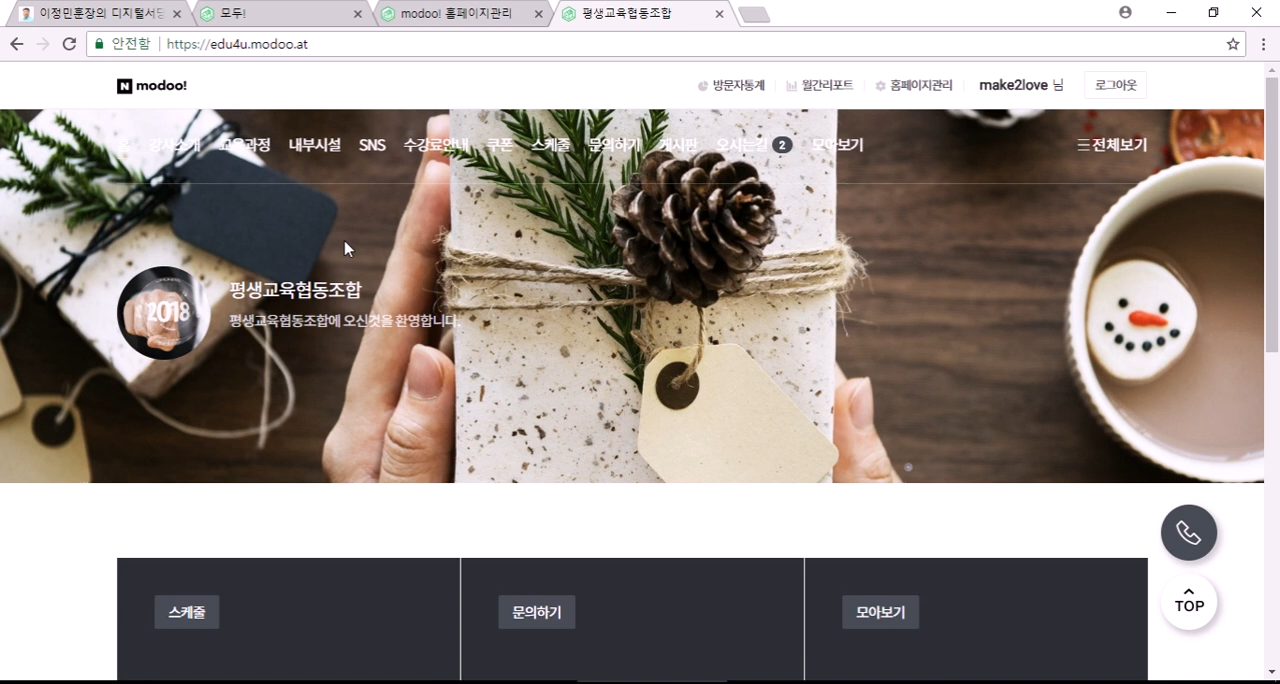 이정민훈장의 디지털서당
모두!
modoo! 홈페이지관리
평생교육협동조합
안전함
https://edu4u.modoo.at
N modoo!
방문자통계
월간리포트
홈페이지관리
make2love 님
로그아웃
홈 강사소개 교육과정 내부시설 SNS 수강료안내 쿠폰 스케줄 문의하기 게시판 오시는길 2 모아보기
전체보기
2018
평생교육협동조합
평생교육협동조합에 오신것을 환영합니다.
스케줄
문의하기
모아보기
TOP